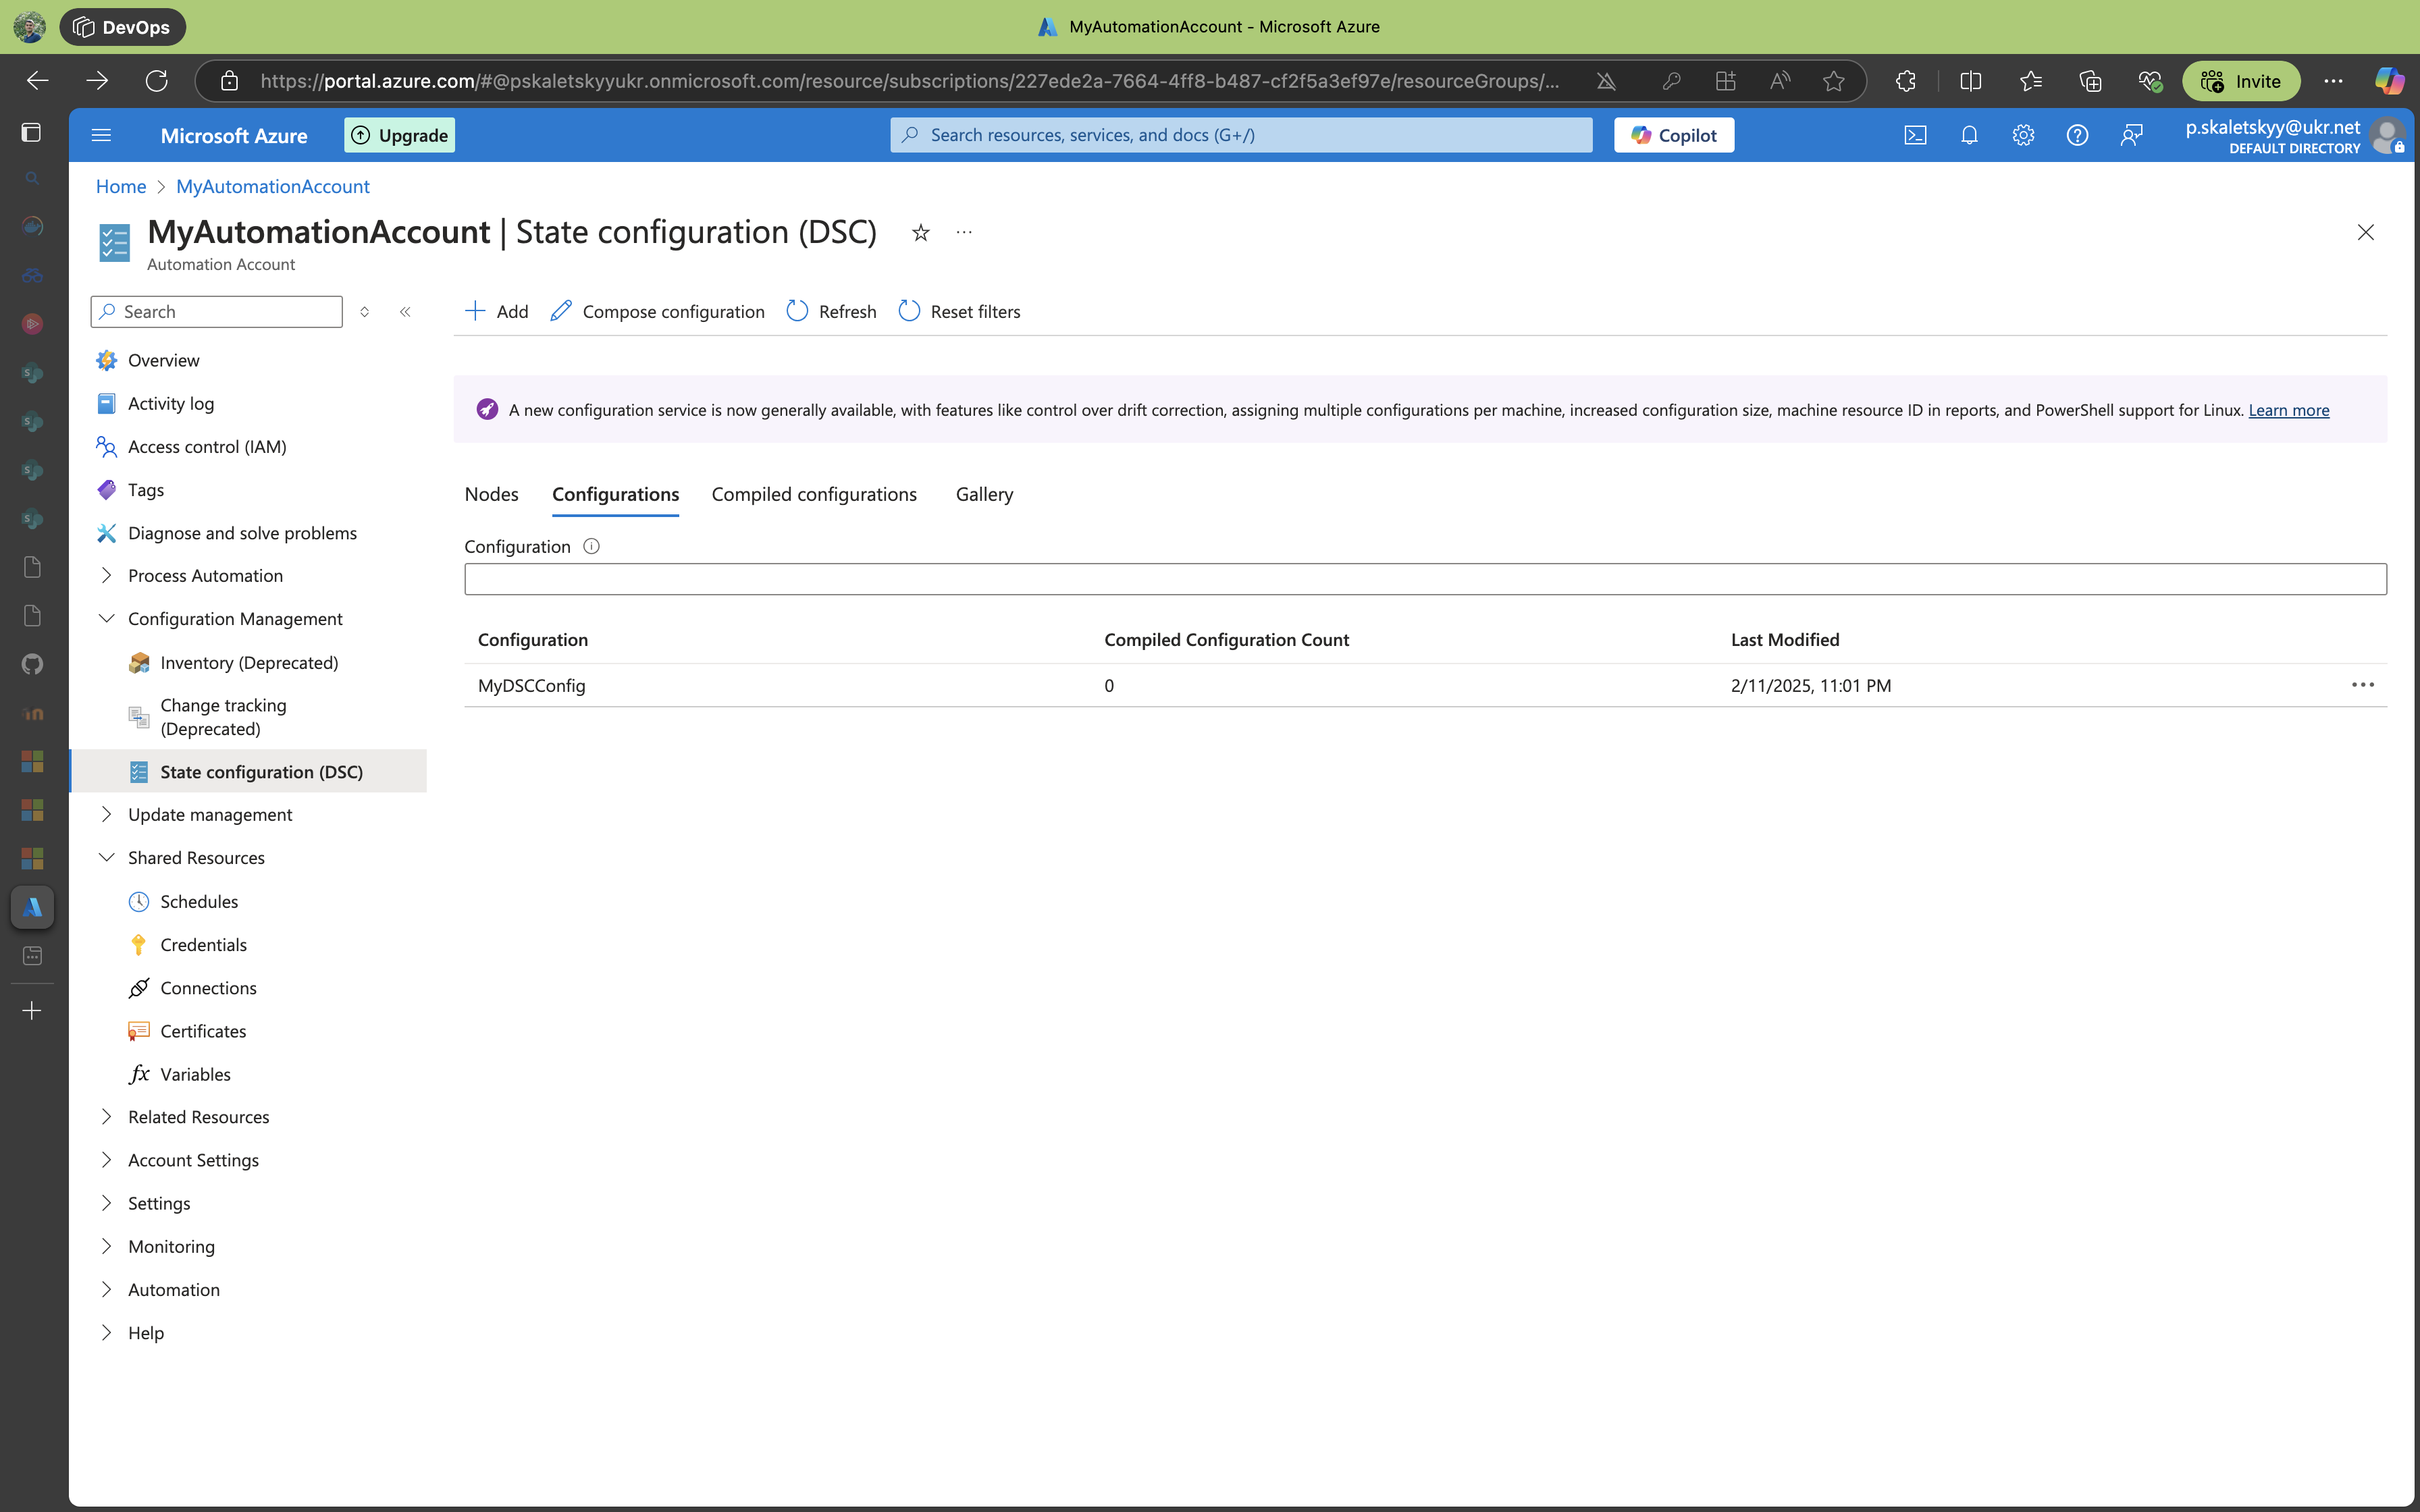 DevOps
MyAutomationAccount - Microsoft Azure
https://portal.azure.com/#@pskaletskyyukr.onmicrosoft.com/resource/subscriptions/227ede2a-7664-4ff8-b487-cf2f5a3ef97e/resourceGroups/...
Invite
Microsoft Azure
Upgrade
Search resources, services, and docs (G+/)
Copilot
p.skaletskyy@ukr.net
DEFAULT DIRECTORY
Home > MyAutomationAccount
MyAutomationAccount | State configuration (DSC)
Automation Account
Search
Add
Compose configuration
Refresh
Reset filters
A new configuration service is now generally available, with features like control over drift correction, assigning multiple configurations per machine, increased configuration size, machine resource ID in reports, and PowerShell support for Linux. Learn more
Overview
Activity log
Access control (IAM)
Tags
Diagnose and solve problems
Process Automation
Configuration Management
Inventory (Deprecated)
Change tracking
(Deprecated)
State configuration (DSC)
Update management
Shared Resources
Schedules
Credentials
Connections
Certificates
Variables
Related Resources
Account Settings
Settings
Monitoring
Automation
Help
Nodes
Configurations
Compiled configurations
Gallery
Configuration
Configuration Compiled Configuration Count Last Modified
MyDSCConfig 0 2/11/2025, 11:01 PM